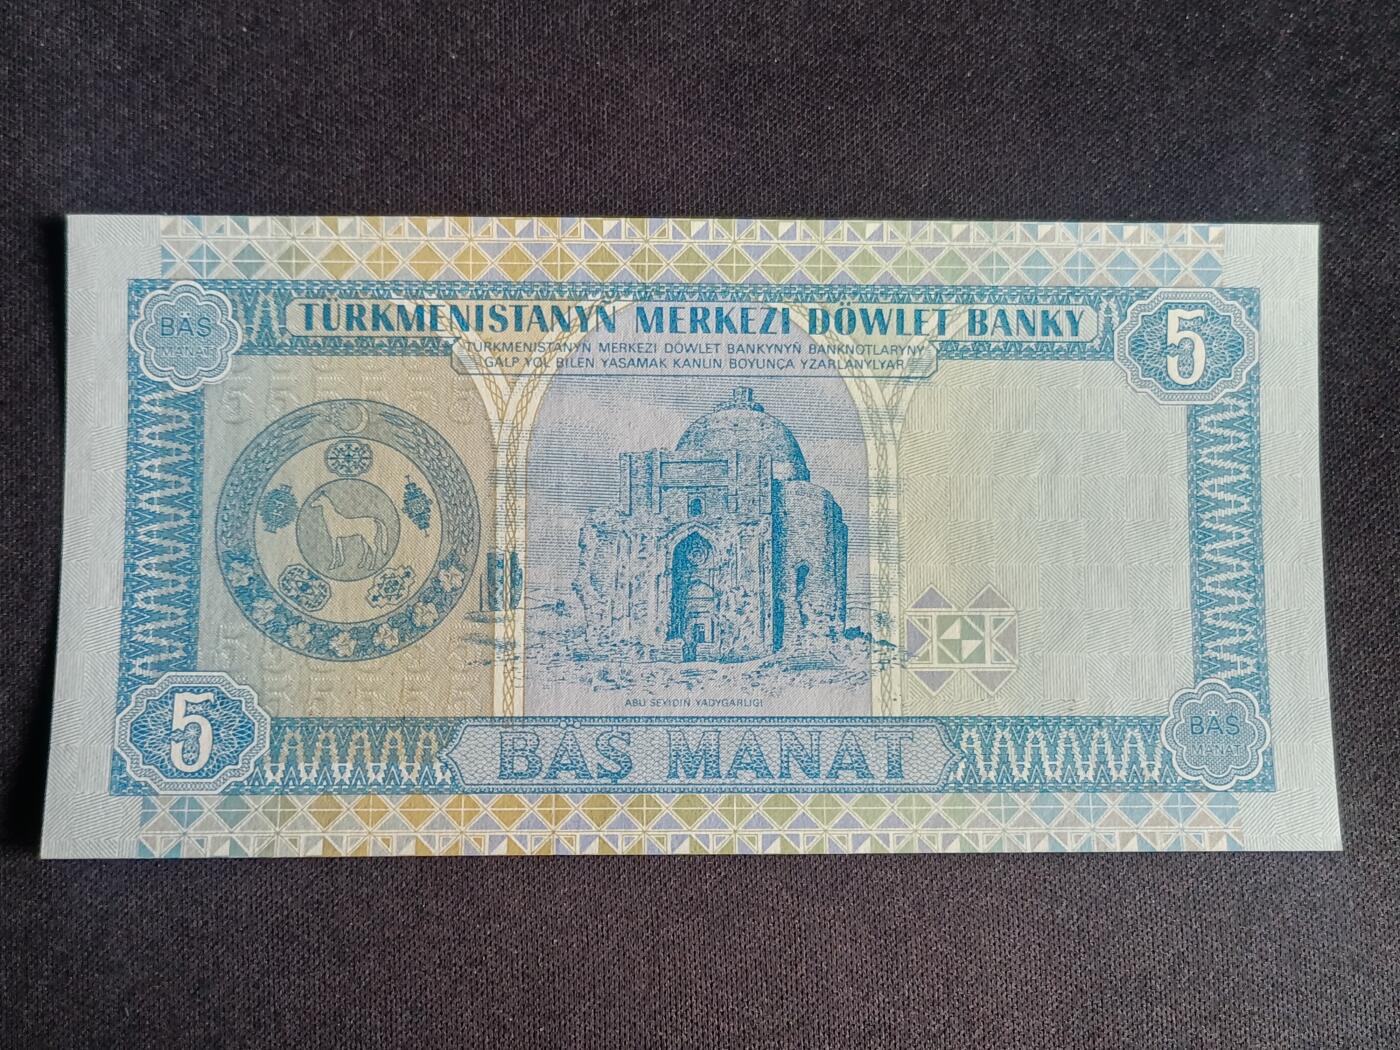 BÄŞ
MANAT
TÜRKMENISTANYŇ MERKEZI DÖWLET BANKY
5
TÜRKMENISTANYŇ MERKEZI DÖWLET BANKYNYŇ BANKNOTLARYNY
GALP ÝOL BILEN ÝASAMAK KANUN BOÝUNÇA YZARLANYLÝAR
ABU SEÝIDIŇ ÝADYGÄRLIGI
5
BÄŞ MANAT
BÄŞ
MANAT